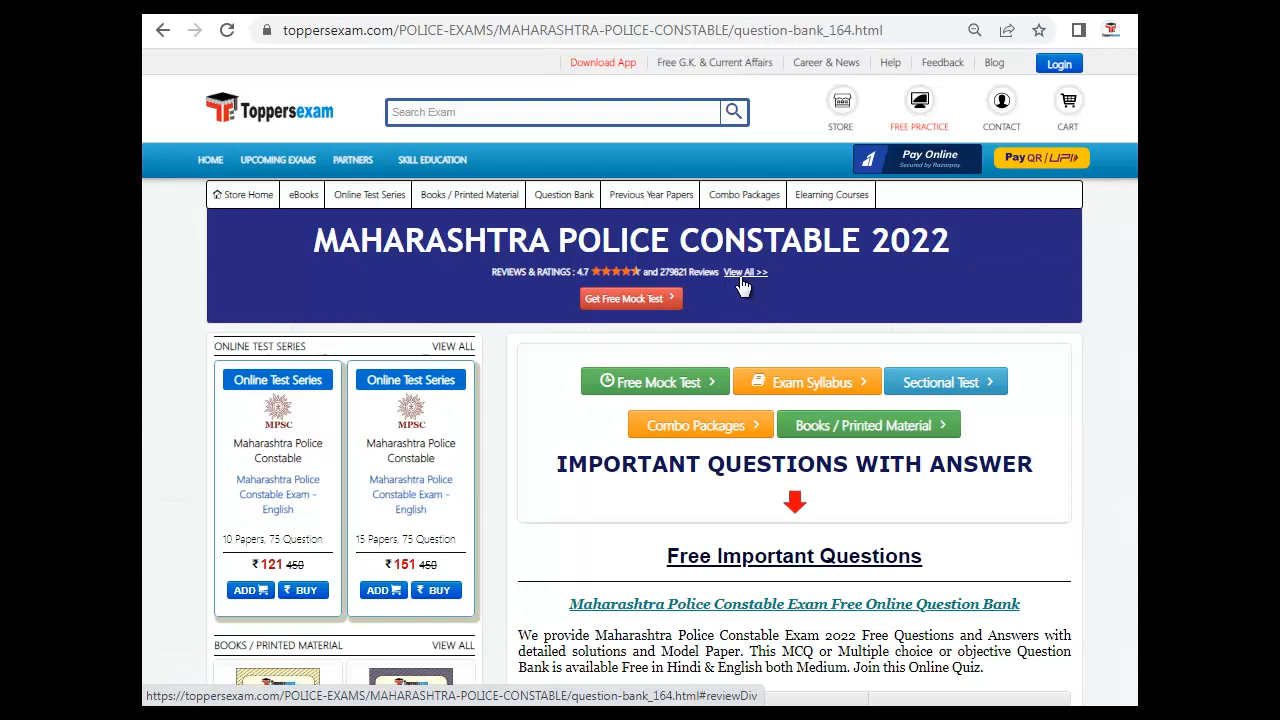 toppersexam.com/POLICE-EXAMS/MAHARASHTRA-POLICE-CONSTABLE/question-bank_164.html
Download App Free G.K. & Current Affairs Career & News Help Feedback Blog Login
Toppersexam Search Exam
STORE FREE PRACTICE CONTACT CART
HOME UPCOMING EXAMS PARTNERS SKILL EDUCATION Pay Online Secured by Razorpay Pay QR / UPI
Store Home eBooks Online Test Series Books / Printed Material Question Bank Previous Year Papers Combo Packages Elearning Courses
MAHARASHTRA POLICE CONSTABLE 2022
REVIEWS & RATINGS : 4.7 and 279821 Reviews View All >>
Get Free Mock Test
ONLINE TEST SERIES VIEW ALL
Online Test Series
MPSC
Maharashtra Police
Constable
Maharashtra Police
Constable Exam -
English
10 Papers, 75 Question
₹ 121 450
ADD ₹ BUY
Online Test Series
MPSC
Maharashtra Police
Constable
Maharashtra Police
Constable Exam -
English
15 Papers, 75 Question
₹ 151 450
ADD ₹ BUY
BOOKS / PRINTED MATERIAL VIEW ALL
Free Mock Test Exam Syllabus Sectional Test
Combo Packages Books / Printed Material
IMPORTANT QUESTIONS WITH ANSWER
Free Important Questions
Maharashtra Police Constable Exam Free Online Question Bank
We provide Maharashtra Police Constable Exam 2022 Free Questions and Answers with
detailed solutions and Model Paper. This MCQ or Multiple choice or objective Question
Bank is available Free in Hindi & English both Medium. Join this Online Quiz.
https://toppersexam.com/POLICE-EXAMS/MAHARASHTRA-POLICE-CONSTABLE/question-bank_164.html#reviewDiv